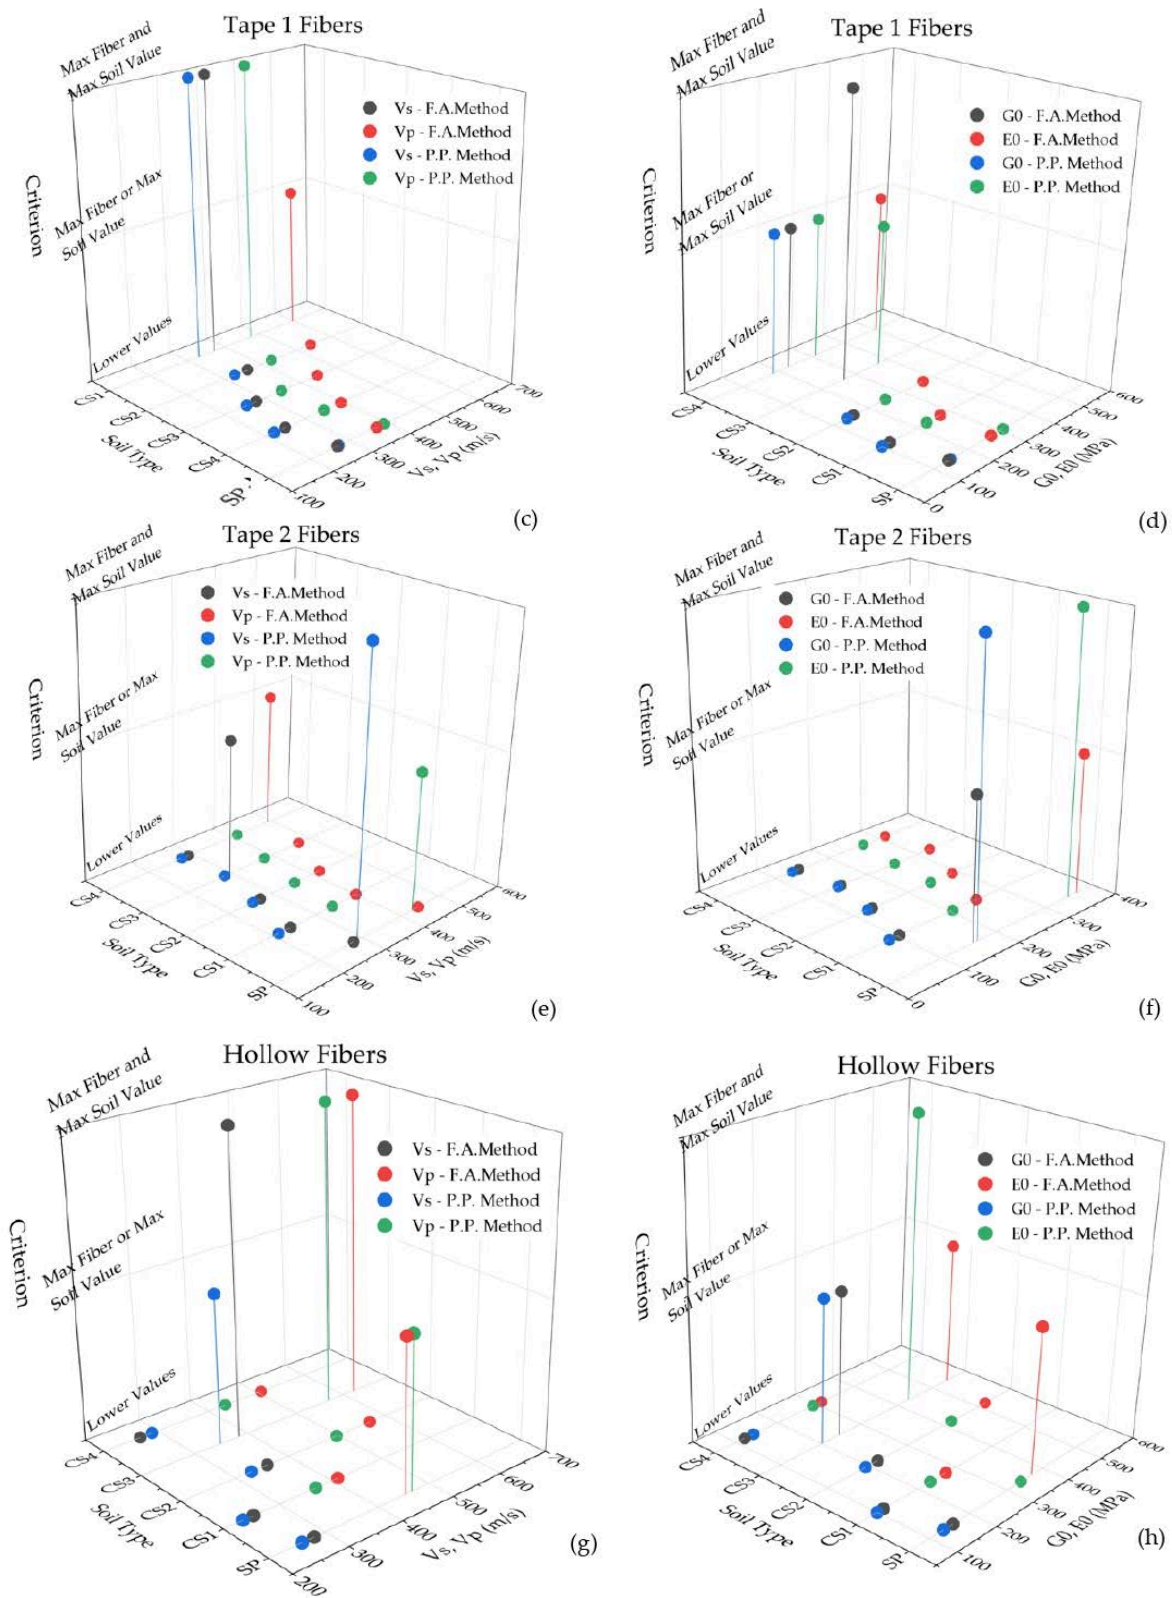 Tape 1 Fibers
Max Fiber and
Max Soil Value
Vs - F.A.Method
Vp - F.A.Method
Vs - P.P. Method
Vp - P.P. Method
Criterion
Max Fiber or Max
Soil Value
Lower Values
CS1
CS2
CS3
CS4
SP
Soil Type
100
200
300
400
500
600
700
Vs, Vp (m/s)
(c)
Tape 1 Fibers
Max Fiber and
Max Soil Value
G0 - F.A.Method
E0 - F.A.Method
G0 - P.P. Method
E0 - P.P. Method
Criterion
Max Fiber or
Max Soil Value
Lower Values
CS4
CS3
CS2
CS1
SP
Soil Type
0
100
200
300
400
500
600
G0, E0 (MPa)
(d)
Tape 2 Fibers
Max Fiber and
Max Soil Value
Vs - F.A.Method
Vp - F.A.Method
Vs - P.P. Method
Vp - P.P. Method
Criterion
Max Fiber or Max
Soil Value
Lower Values
CS4
CS3
CS2
CS1
SP
Soil Type
100
200
300
400
500
600
Vs, Vp (m/s)
(e)
Tape 2 Fibers
Max Fiber and
Max Soil Value
G0 - F.A.Method
E0 - F.A.Method
G0 - P.P. Method
E0 - P.P. Method
Criterion
Max Fiber or Max
Soil Value
Lower Values
CS4
CS3
CS2
CS1
SP
Soil Type
0
100
200
300
400
G0, E0 (MPa)
(f)
Hollow Fibers
Max Fiber and
Max Soil Value
Vs - F.A.Method
Vp - F.A.Method
Vs - P.P. Method
Vp - P.P. Method
Criterion
Max Fiber or Max
Soil Value
Lower Values
CS4
CS3
CS2
CS1
SP
Soil Type
200
300
400
500
600
700
Vs, Vp (m/s)
(g)
Hollow Fibers
Max Fiber and
Max Soil Value
G0 - F.A.Method
E0 - F.A.Method
G0 - P.P. Method
E0 - P.P. Method
Criterion
Max Fiber or Max
Soil Value
Lower Values
CS4
CS3
CS2
CS1
SP
Soil Type
100
200
300
400
500
600
G0, E0 (MPa)
(h)